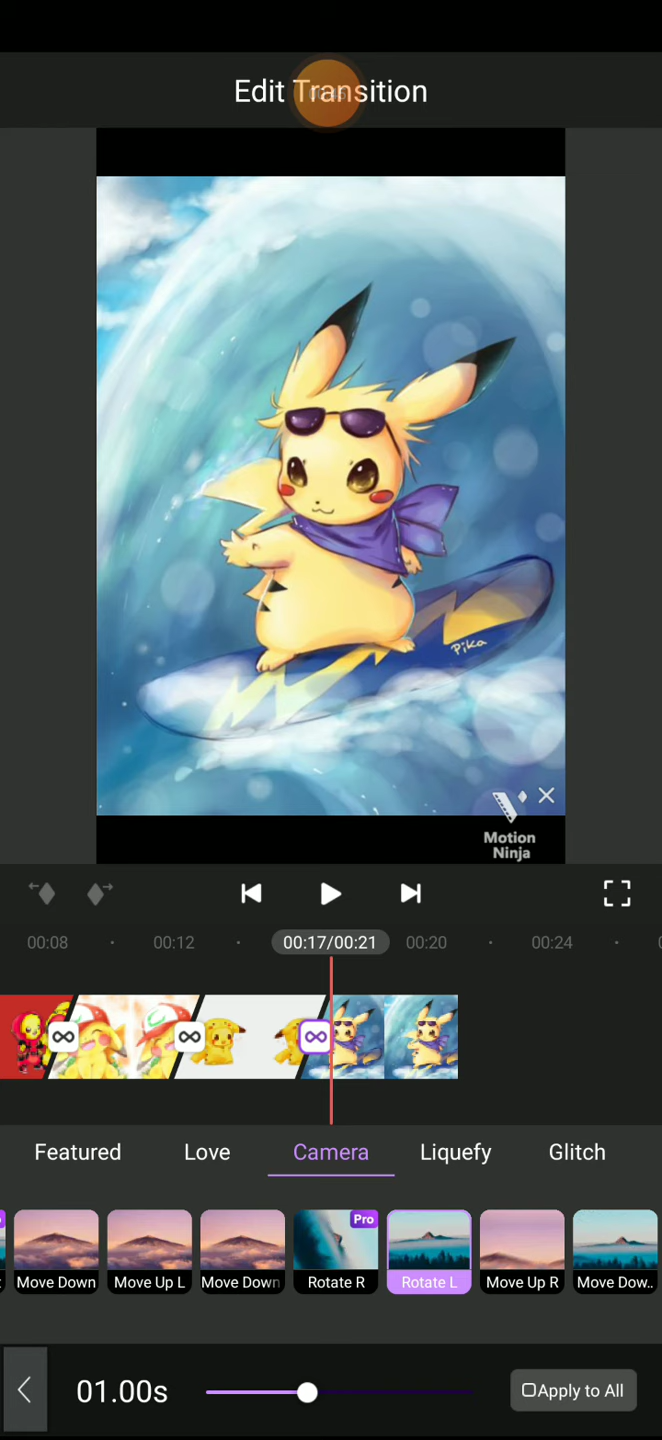 Edit Transition
Pika
Motion
Ninja
00:08
00:12
00:17/00:21
00:20
00:24
Featured
Love
Camera
Liquefy
Glitch
Pro
Move Down
Move Up L
Move Down
Rotate R
Rotate L
Move Up R
Move Dow..
01.00s
Apply to All